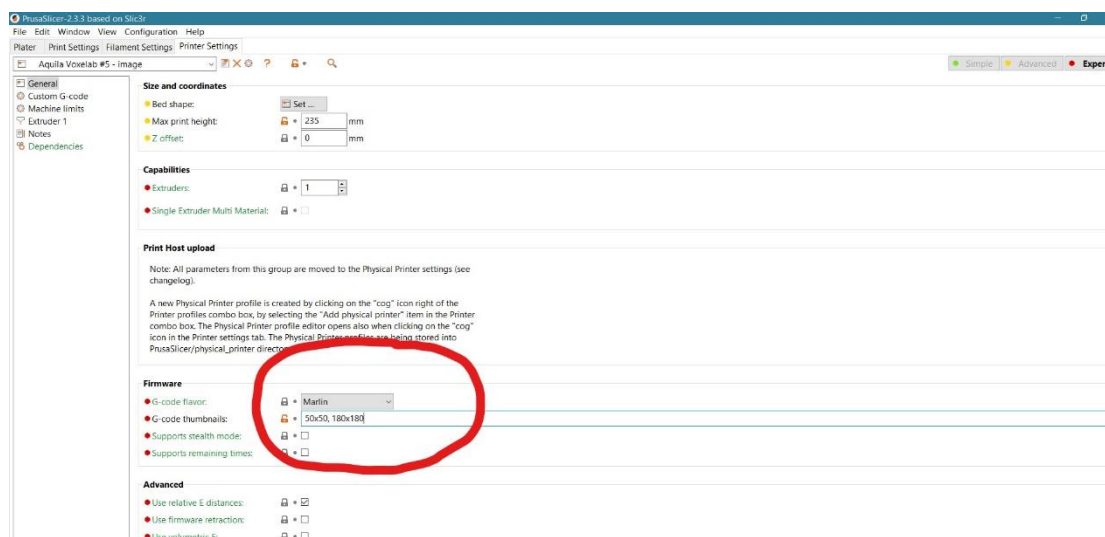 PrusaSlicer-2.3.3 based on Slic3r
File Edit Window View Configuration Help
Plater Print Settings Filament Settings Printer Settings
Aquila Voxelab #5 - image
Simple Advanced Exper
General
Custom G-code
Machine limits
Extruder 1
Notes
Dependencies
Size and coordinates
Bed shape: Set ...
Max print height: 235 mm
Z offset: 0 mm
Capabilities
Extruders: 1
Single Extruder Multi Material:
Print Host upload
Note: All parameters from this group are moved to the Physical Printer settings (see
changelog).
A new Physical Printer profile is created by clicking on the "cog" icon right of the
Printer profiles combo box, by selecting the "Add physical printer" item in the Printer
combo box. The Physical Printer profile editor opens also when clicking on the "cog"
icon in the Printer settings tab. The Physical Printer profiles are being stored into
PrusaSlicer/physical_printer director
Firmware
G-code flavor: Marlin
G-code thumbnails: 50x50, 180x180
Supports stealth mode:
Supports remaining times:
Advanced
Use relative E distances:
Use firmware retraction:
Use volumetric E: